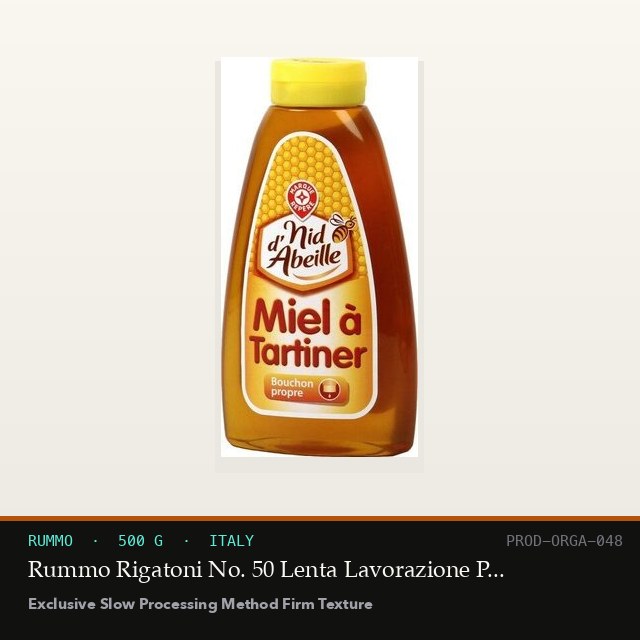 MARQUE
REPÈRE
d'Nid
Abeille
Miel à
Tartiner
Bouchon
propre
RUMMO · 500 G · ITALY
PROD–ORGA–048
Rummo Rigatoni No. 50 Lenta Lavorazione P...
Exclusive Slow Processing Method Firm Texture